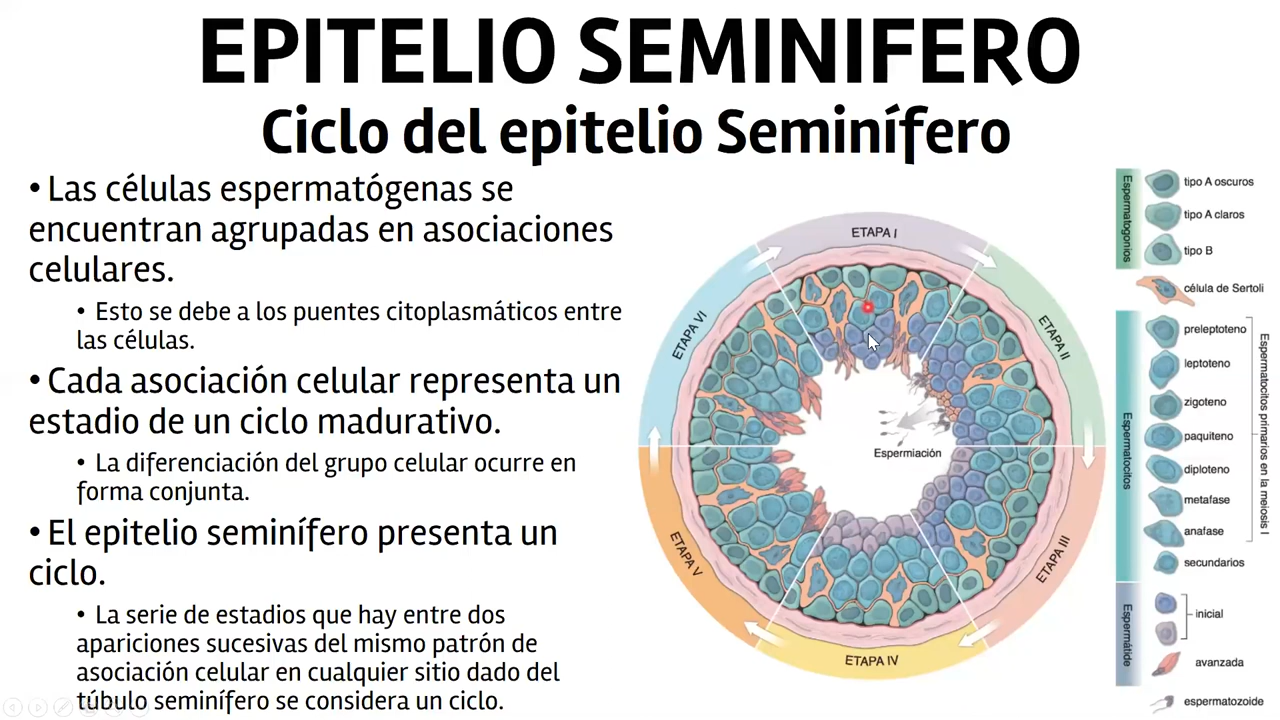 EPITELIO SEMINIFERO
Ciclo del epitelio Seminífero
• Las células espermatógenas se
encuentran agrupadas en asociaciones
celulares.
• Esto se debe a los puentes citoplasmáticos entre
las células.
• Cada asociación celular representa un
estadio de un ciclo madurativo.
• La diferenciación del grupo celular ocurre en
forma conjunta.
• El epitelio seminífero presenta un
ciclo.
• La serie de estadios que hay entre dos
apariciones sucesivas del mismo patrón de
asociación celular en cualquier sitio dado del
túbulo seminífero se considera un ciclo.
ETAPA I
ETAPA II
ETAPA III
ETAPA IV
ETAPA V
ETAPA VI
Espermiación
Espermatogonios
tipo A oscuros
tipo A claros
tipo B
célula de Sertoli
Espermatocitos
preleptoteno
leptoteno
zigoteno
paquiteno
diploteno
metafase
anafase
Espermatocitos primarios en la meiosis I
secundarios
Espermátide
inicial
avanzada
espermatozoide